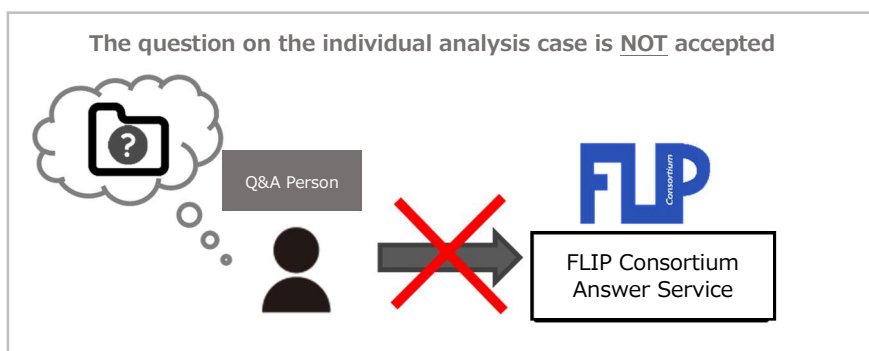 The question on the individual analysis case is NOT accepted
?
Q&A Person
FLIP
Consortium
FLIP Consortium
Answer Service